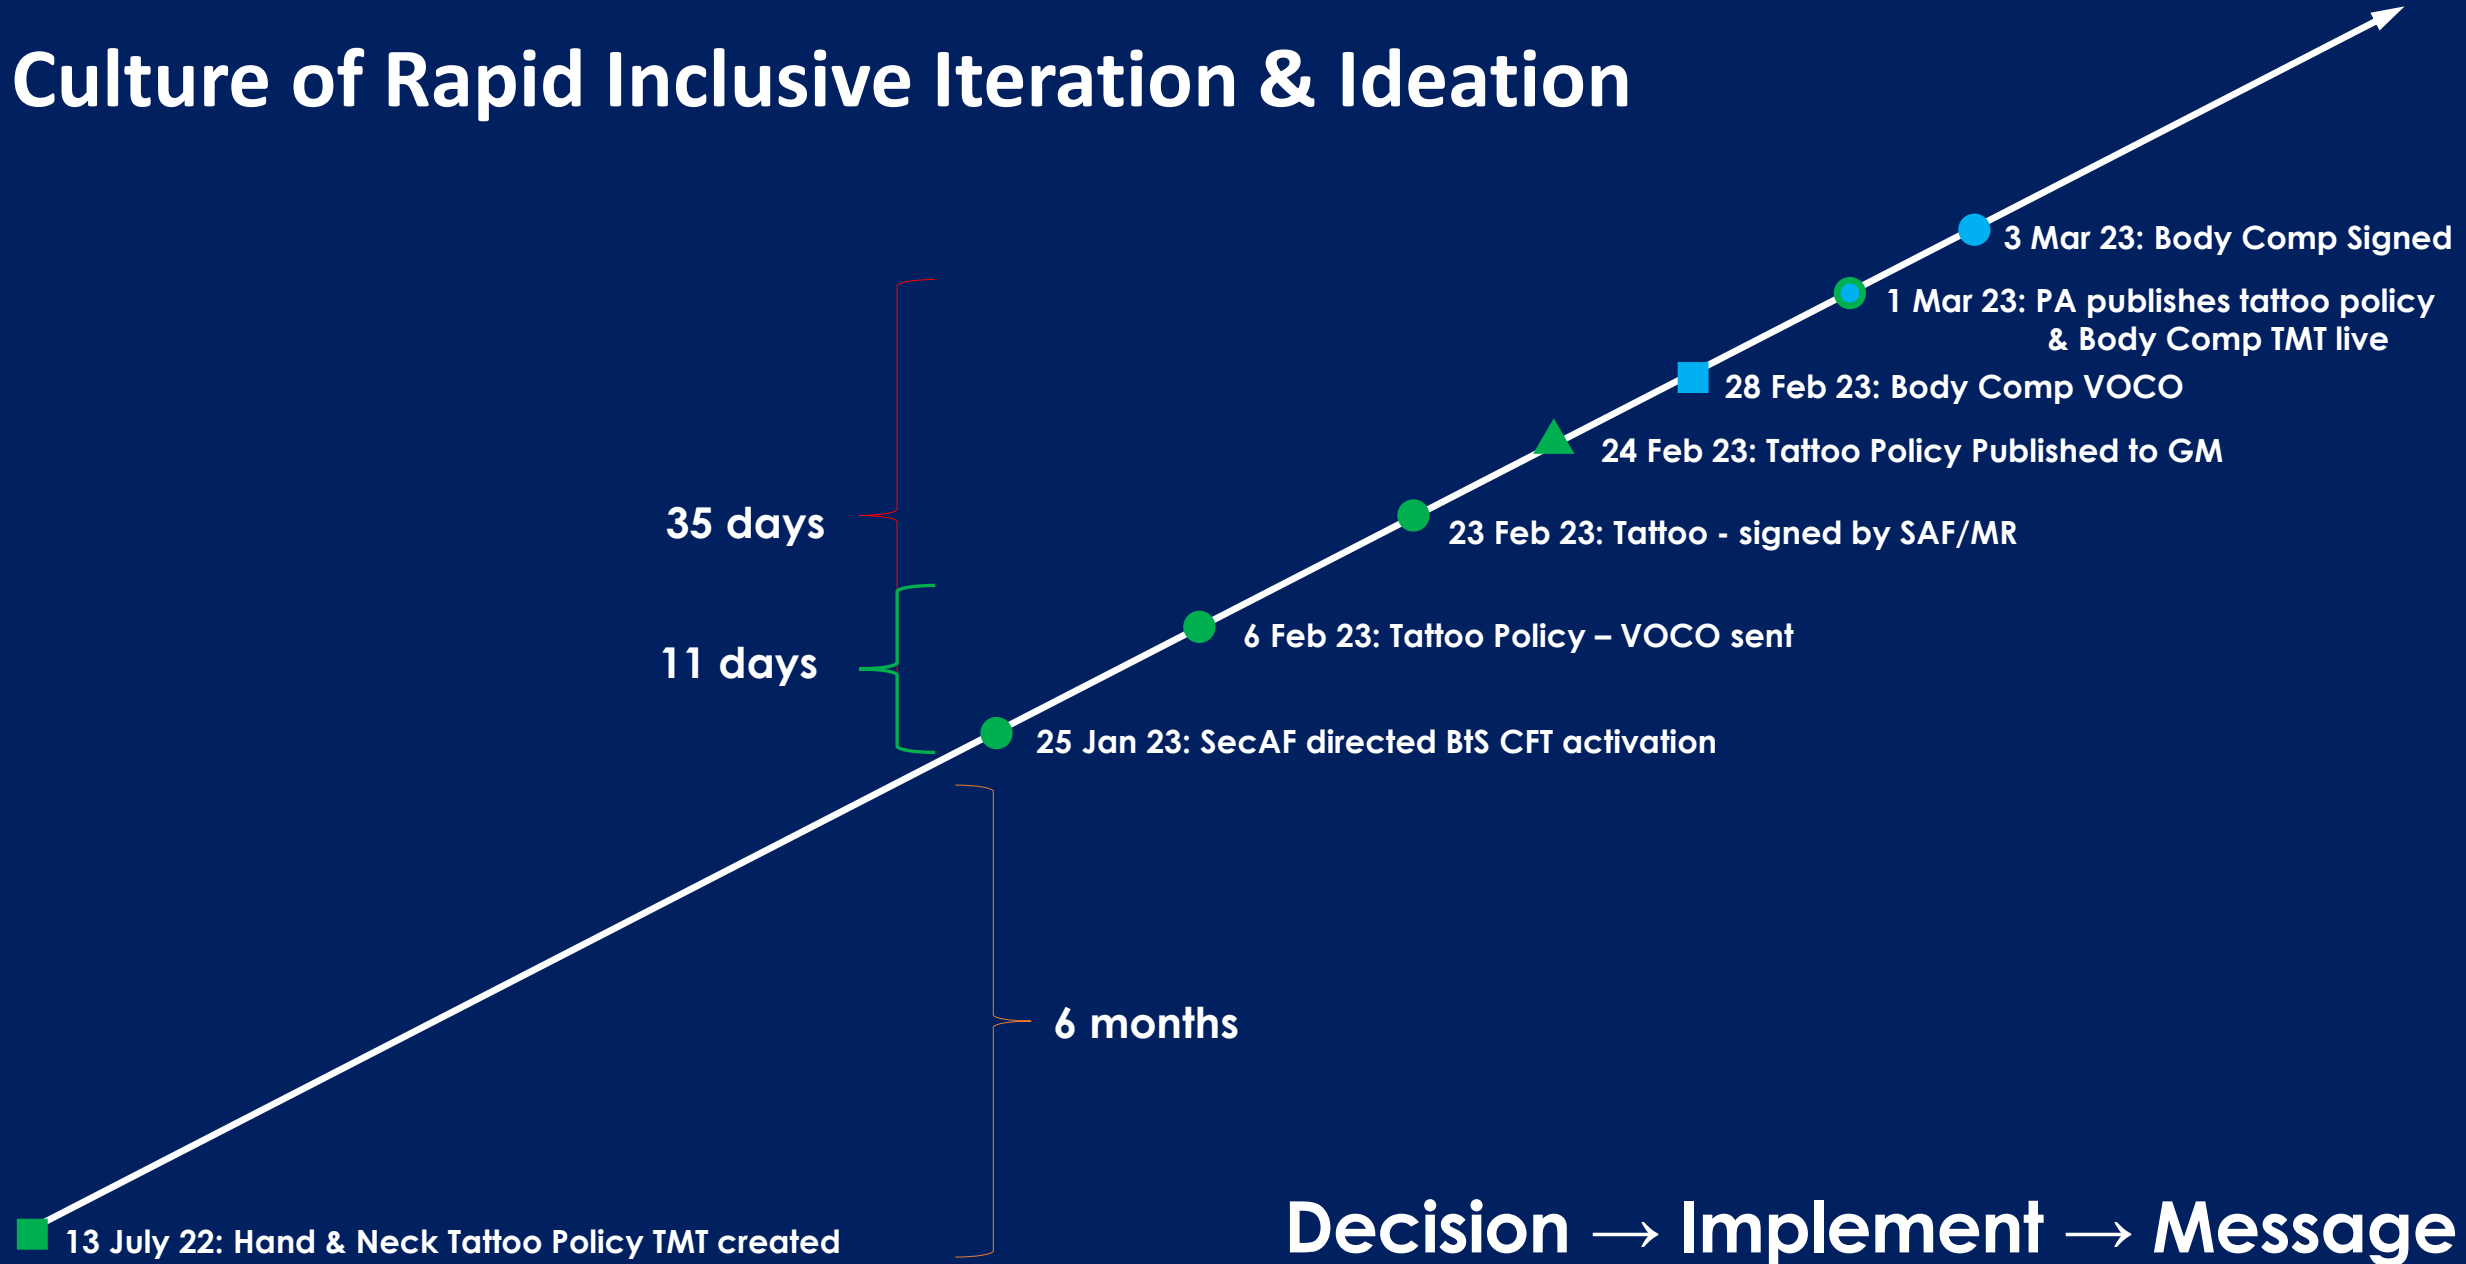 Culture of Rapid Inclusive Iteration & Ideation
3 Mar 23: Body Comp Signed
1 Mar 23: PA publishes tattoo policy
& Body Comp TMT live
28 Feb 23: Body Comp VOCO
24 Feb 23: Tattoo Policy Published to GM
35 days
23 Feb 23: Tattoo - signed by SAF/MR
6 Feb 23: Tattoo Policy – VOCO sent
11 days
25 Jan 23: SecAF directed BtS CFT activation
6 months
13 July 22: Hand & Neck Tattoo Policy TMT created
Decision → Implement → Message